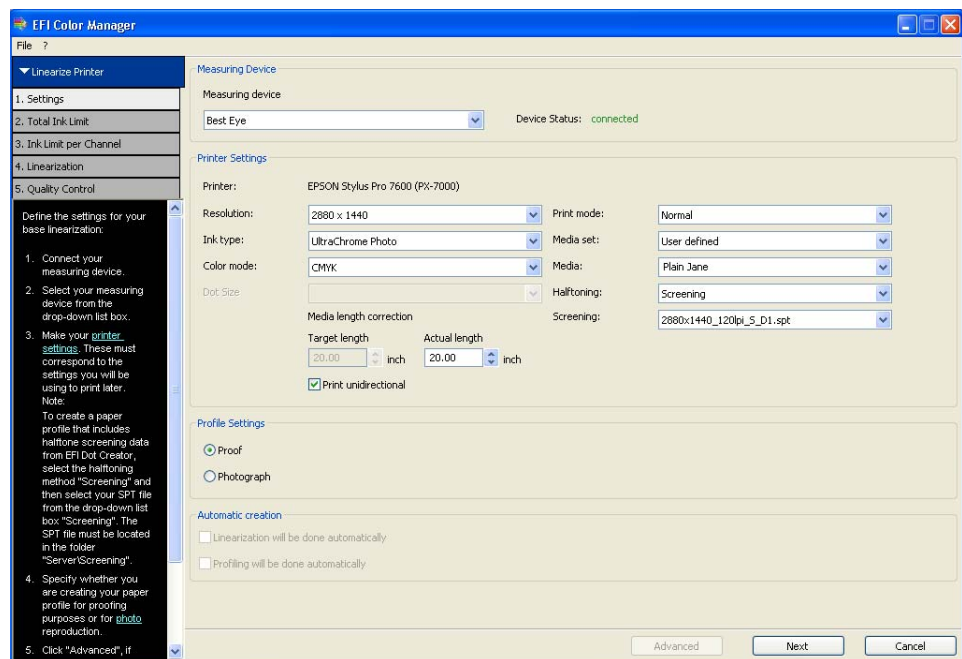 EFI Color Manager
File ?
Linearize Printer
1. Settings
2. Total Ink Limit
3. Ink Limit per Channel
4. Linearization
5. Quality Control
Define the settings for your
base linearization:
1. Connect your
measuring device.
2. Select your measuring
device from the
drop-down list box.
3. Make your printer
settings. These must
correspond to the
settings you will be
using to print later.
Note:
To create a paper
profile that includes
halftone screening data
from EFI Dot Creator,
select the halftoning
method "Screening" and
then select your SPT file
from the drop-down list
box "Screening". The
SPT file must be located
in the folder
"Server\Screening".
4. Specify whether you
are creating your paper
profile for proofing
purposes or for photo
reproduction.
5. Click "Advanced", if
Measuring Device
Measuring device
Best Eye
Device Status: connected
Printer Settings
Printer: EPSON Stylus Pro 7600 (PX-7000)
Resolution: 2880 x 1440 Print mode: Normal
Ink type: UltraChrome Photo Media set: User defined
Color mode: CMYK Media: Plain Jane
Dot Size Halftoning: Screening
Media length correction Screening: 2880x1440_120lpi_S_D1.spt
Target length Actual length
20.00 inch 20.00 inch
Print unidirectional
Profile Settings
Proof
Photograph
Automatic creation
Linearization will be done automatically
Profiling will be done automatically
Advanced Next Cancel